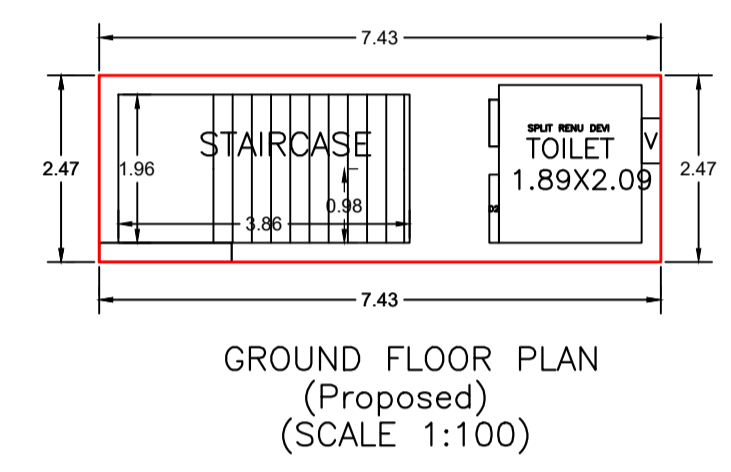 7.43
2.47
STAIRCASE
1.96
0.98
3.86
SPLIT RENU DEVI
TOILET
1.89X2.09
V
D2
2.47
7.43
GROUND FLOOR PLAN
(Proposed)
(SCALE 1:100)